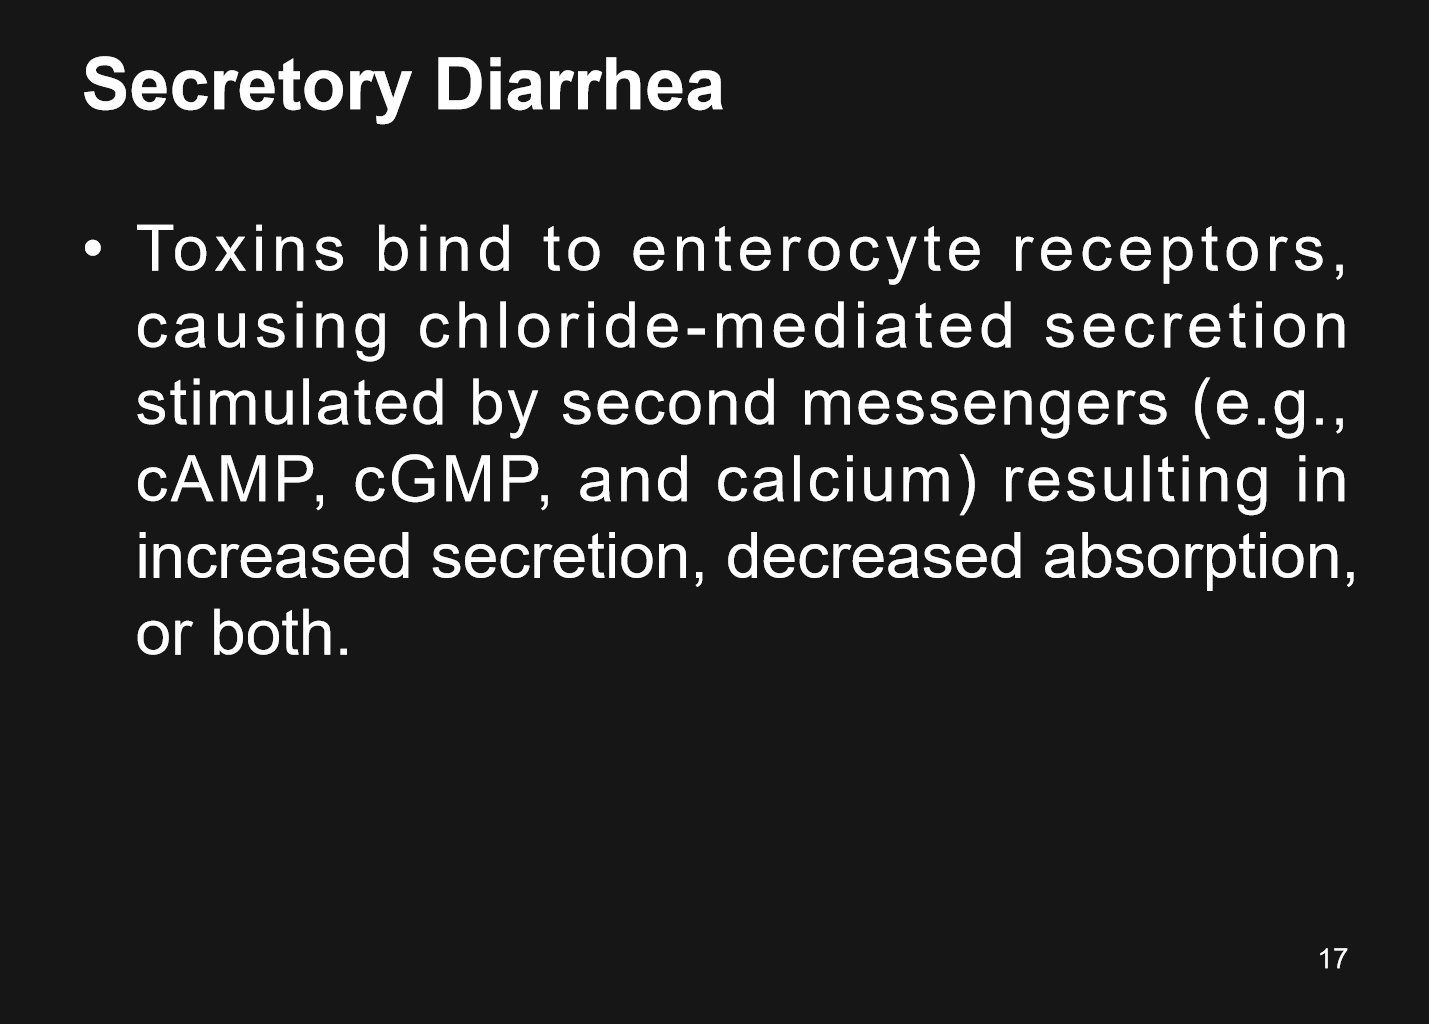 Secretory Diarrhea
• Toxins bind to enterocyte receptors,
causing chloride-mediated secretion
stimulated by second messengers (e.g.,
cAMP, cGMP, and calcium) resulting in
increased secretion, decreased absorption,
or both.
17